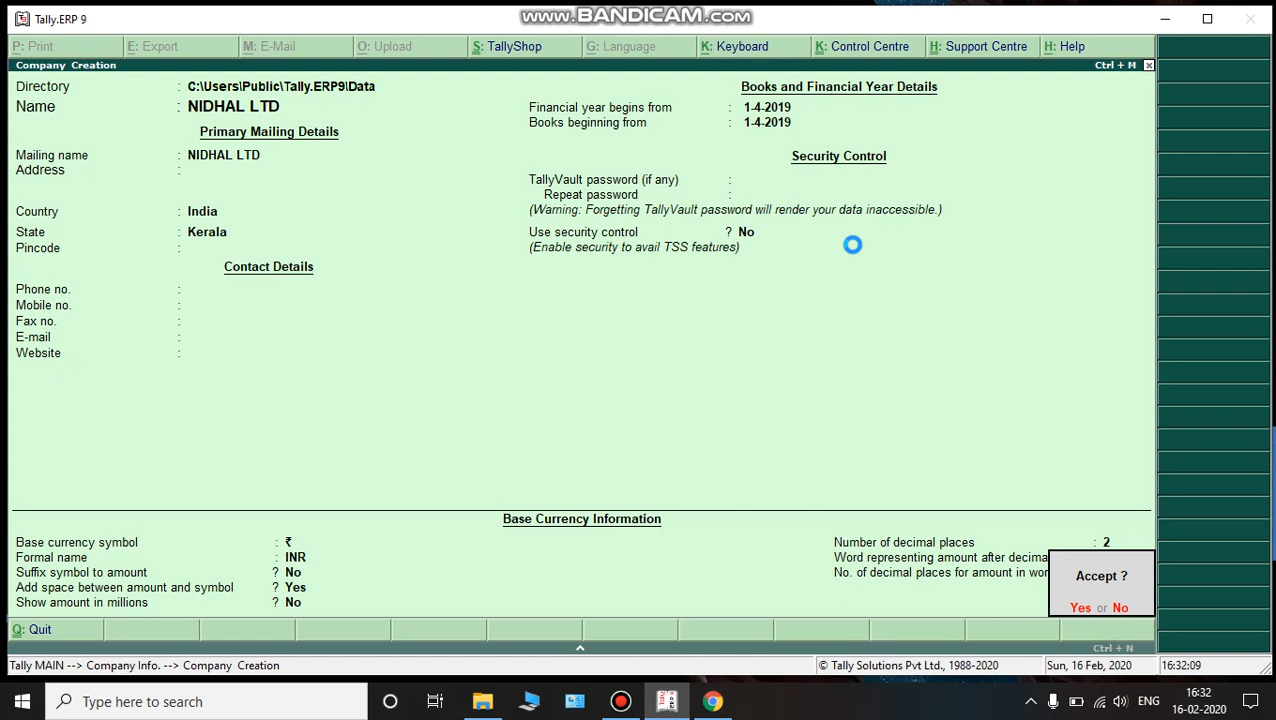 Tally.ERP 9
www.BANDICAM.com
P: Print
E: Export
M: E-Mail
O: Upload
S: TallyShop
G: Language
K: Keyboard
K: Control Centre
H: Support Centre
H: Help
Company Creation
Ctrl + M
Directory : C:\Users\Public\Tally.ERP9\Data
Name : NIDHAL LTD
Primary Mailing Details
Mailing name : NIDHAL LTD
Address :
Country : India
State : Kerala
Pincode :
Contact Details
Phone no. :
Mobile no. :
Fax no. :
E-mail :
Website :
Books and Financial Year Details
Financial year begins from : 1-4-2019
Books beginning from : 1-4-2019
Security Control
TallyVault password (if any) :
Repeat password :
(Warning: Forgetting TallyVault password will render your data inaccessible.)
Use security control ? No
(Enable security to avail TSS features)
Base Currency Information
Base currency symbol : ₹
Formal name : INR
Suffix symbol to amount ? No
Add space between amount and symbol ? Yes
Show amount in millions ? No
Number of decimal places : 2
Word representing amount after decima
No. of decimal places for amount in wor
Accept ?
Yes or No
Q: Quit
Ctrl + N
Tally MAIN --> Company Info. --> Company Creation
© Tally Solutions Pvt Ltd., 1988-2020
Sun, 16 Feb, 2020
16:32:09
Type here to search
ENG
16:32
16-02-2020